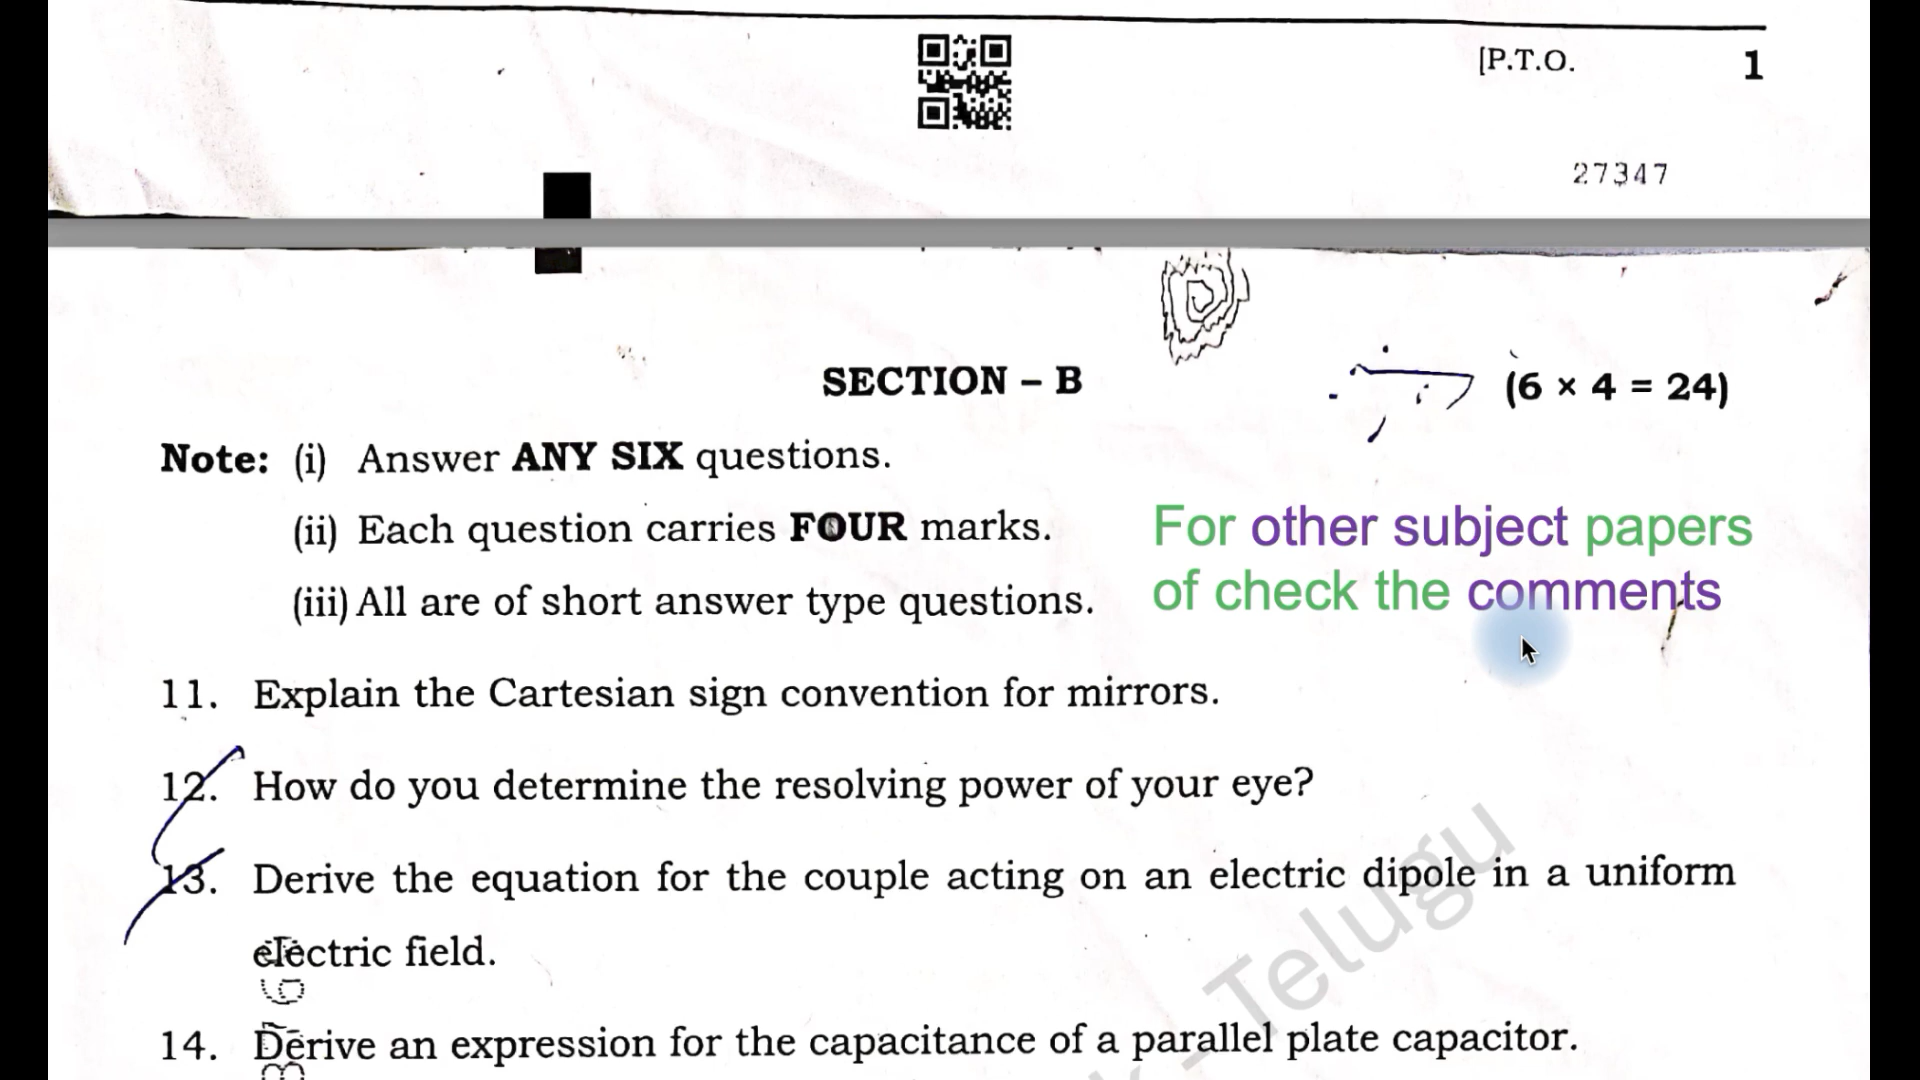 [P.T.O. 1
27347
SECTION – B (6 × 4 = 24)
Note: (i) Answer ANY SIX questions.
(ii) Each question carries FOUR marks.
(iii) All are of short answer type questions.
For other subject papers
of check the comments
11. Explain the Cartesian sign convention for mirrors.
12. How do you determine the resolving power of your eye?
13. Derive the equation for the couple acting on an electric dipole in a uniform
electric field.
14. Derive an expression for the capacitance of a parallel plate capacitor.
Telugu